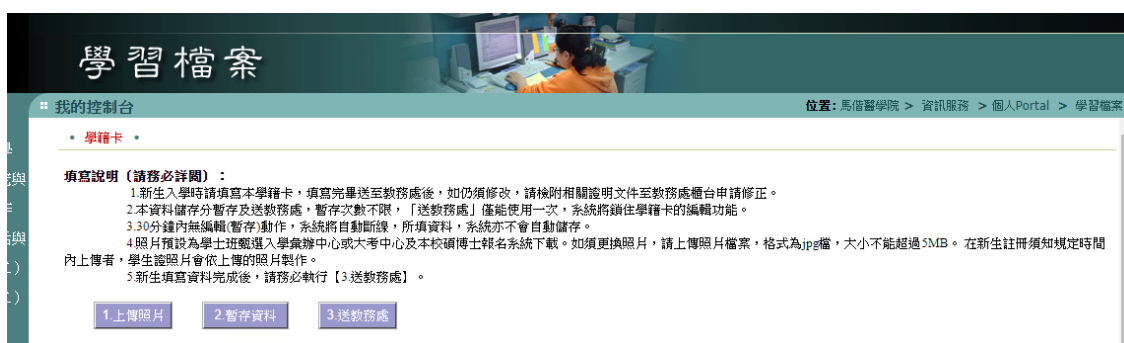 學習檔案
我的控制台
位置: 馬偕醫學院 > 資訊服務 > 個人Portal > 學習檔案
• 學籍卡 •
填寫說明（請務必詳閱）：
1.新生入學時請填寫本學籍卡，填寫完畢送至教務處後，如仍須修改，請檢附相關證明文件至教務處櫃台申請修正。
2.本資料儲存分暫存及送教務處，暫存次數不限，「送教務處」僅能使用一次，系統將鎖住學籍卡的編輯功能。
3.30分鐘內無編輯(暫存)動作，系統將自動斷線，所填資料，系統亦不會自動儲存。
4.照片預設為學士班甄選入學彙辦中心或大考中心及本校碩博士報名系統下載。如須更換照片，請上傳照片檔案，格式為jpg檔，大小不能超過5MB。 在新生註冊須知規定時間
內上傳者，學生證照片會依上傳的照片製作。
5.新生填寫資料完成後，請務必執行【3.送教務處】。
1.上傳照片
2.暫存資料
3.送教務處